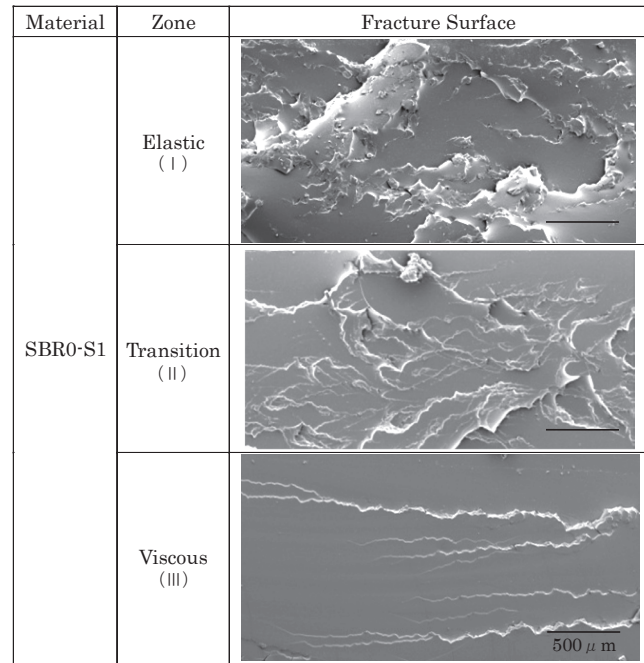 Material Zone Fracture Surface
Elastic
(Ⅰ)
SBR0-S1 Transition
(Ⅱ)
Viscous
(Ⅲ)
500 μ m